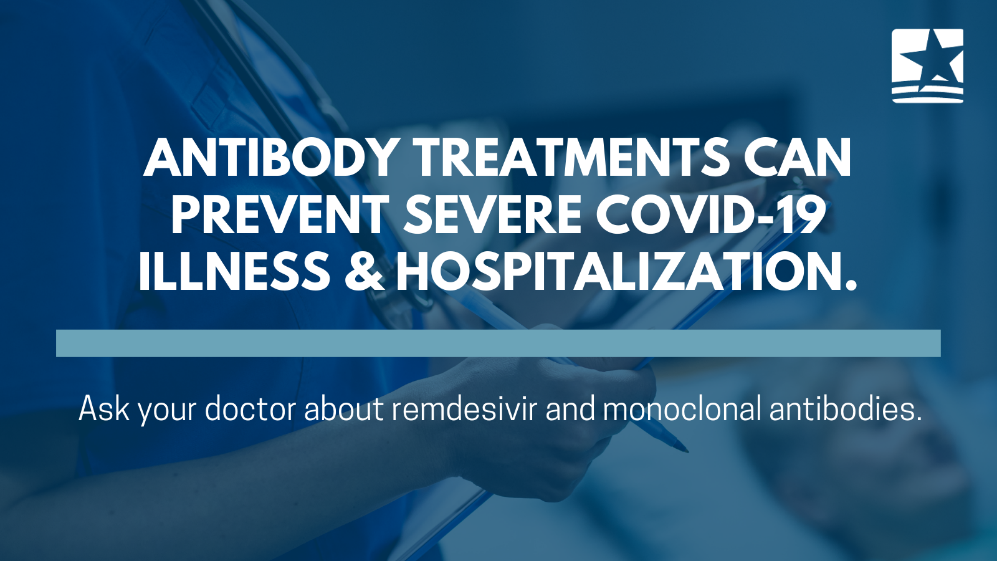 ANTIBODY TREATMENTS CAN
PREVENT SEVERE COVID-19
ILLNESS & HOSPITALIZATION.
Ask your doctor about remdesivir and monoclonal antibodies.